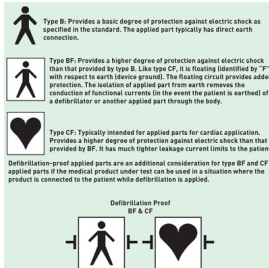 Type B: Provides a basic degree of protection against electric shock as
specified in the standard. The applied part typically has direct earth
connection.
Type BF: Provides a higher degree of protection against electric shock
than that provided by type B. Like type CF, it is floating (identified by "F")
with respect to earth (device ground). The floating circuit provides added
protection. The isolation of applied part from earth removes the
conduction of functional currents (in the event the patient is earthed) of
a defibrillator or another applied part through the body.
Type CF: Typically intended for applied parts for cardiac application.
Provides a higher degree of protection against electric shock than that
provided by BF. It has much tighter leakage current limits to the patient.
Defibrillation-proof applied parts are an additional consideration for type BF and CF
applied parts if the medical product under test can be used in a situation where the
product is connected to the patient while defibrillation is applied.
Defibrillation Proof
BF & CF